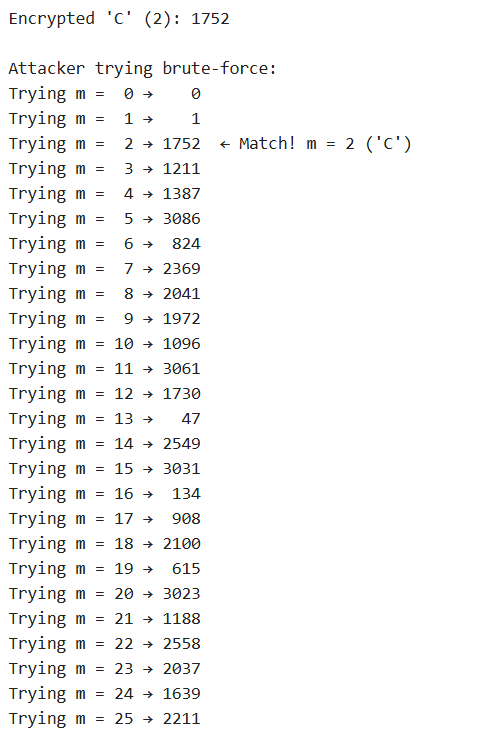 Encrypted 'C' (2): 1752

Attacker trying brute-force:
Trying m =  0 →    0
Trying m =  1 →    1
Trying m =  2 → 1752  ← Match! m = 2 ('C')
Trying m =  3 → 1211
Trying m =  4 → 1387
Trying m =  5 → 3086
Trying m =  6 →  824
Trying m =  7 → 2369
Trying m =  8 → 2041
Trying m =  9 → 1972
Trying m = 10 → 1096
Trying m = 11 → 3061
Trying m = 12 → 1730
Trying m = 13 →   47
Trying m = 14 → 2549
Trying m = 15 → 3031
Trying m = 16 →  134
Trying m = 17 →  908
Trying m = 18 → 2100
Trying m = 19 →  615
Trying m = 20 → 3023
Trying m = 21 → 1188
Trying m = 22 → 2558
Trying m = 23 → 2037
Trying m = 24 → 1639
Trying m = 25 → 2211